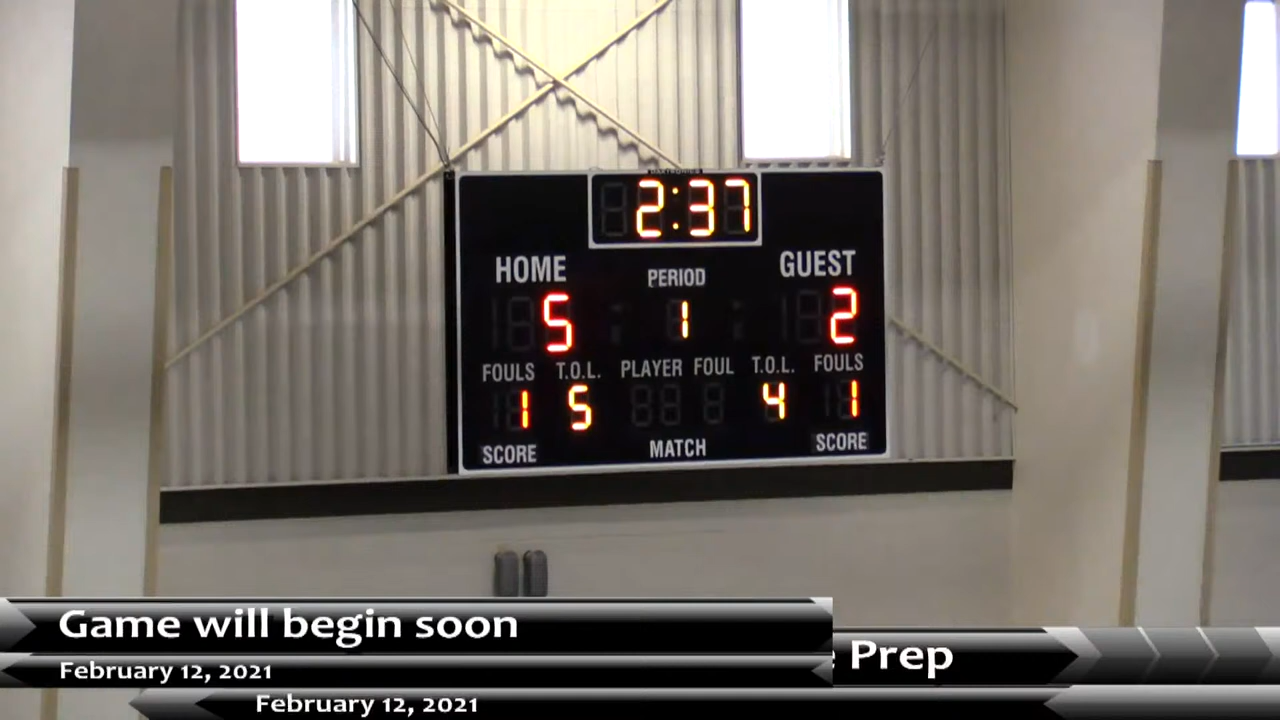 DAKTRONICS
2:37
HOME
PERIOD
GUEST
5
1
2
FOULS T.O.L. PLAYER FOUL T.O.L. FOULS
1 5 4 1
SCORE MATCH SCORE
Game will begin soon
Prep
February 12, 2021
February 12, 2021